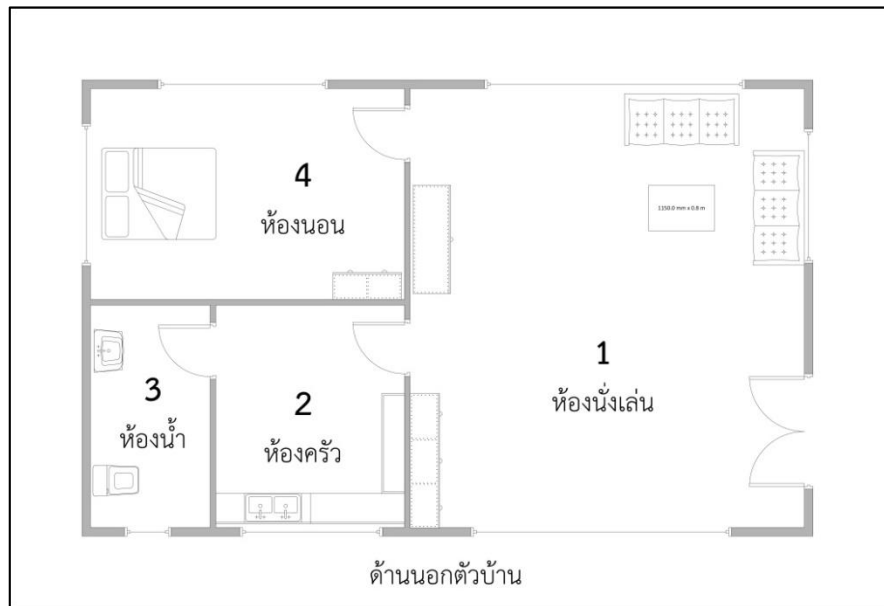 4
ห้องนอน
1150.0 mm x 0.8 m
1
ห้องนั่งเล่น
3
ห้องน้ำ
2
ห้องครัว
ด้านนอกตัวบ้าน